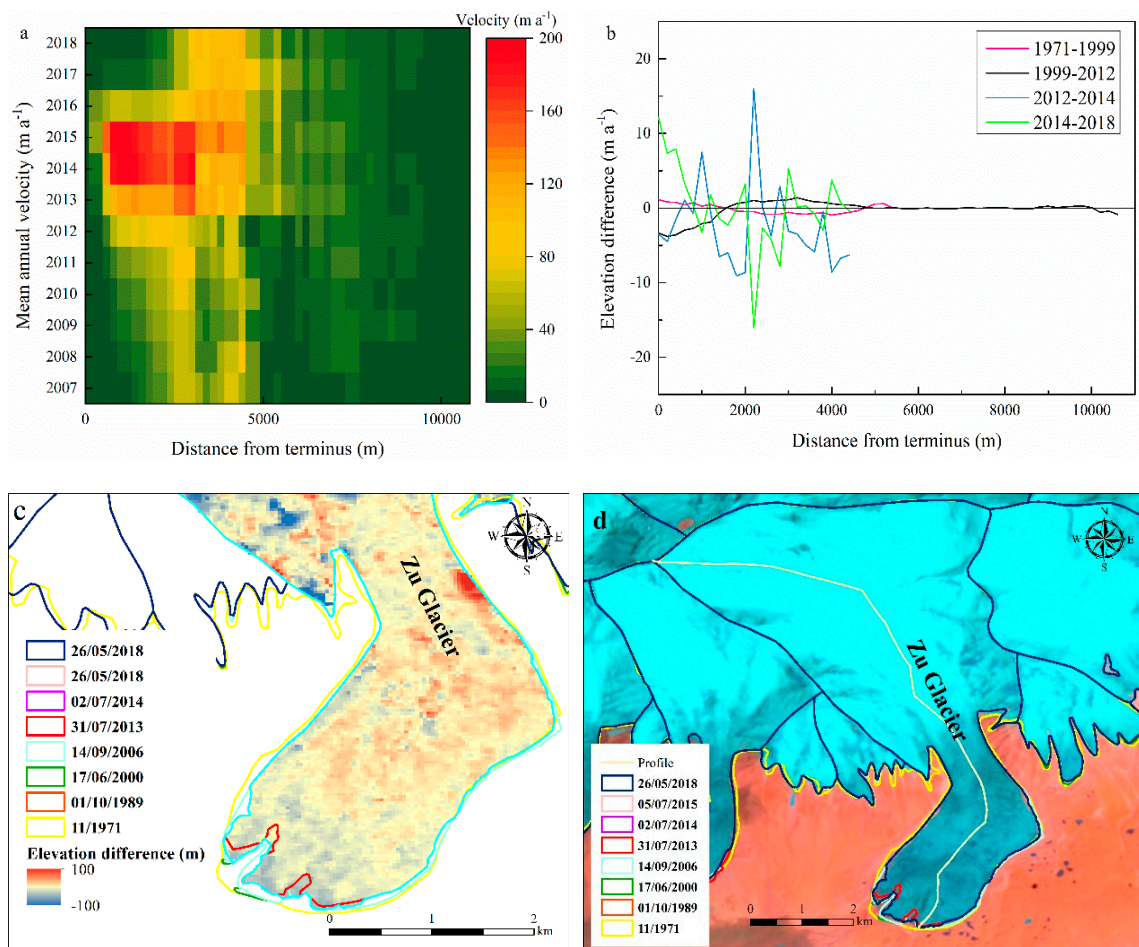 a
Velocity (m a⁻¹)
200
160
120
80
40
0
2018
2017
2016
2015
2014
2013
2012
2011
2010
2009
2008
2007
Mean annual velocity (m a⁻¹)
0
5000
10000
Distance from terminus (m)
b
1971-1999
1999-2012
2012-2014
2014-2018
20
10
0
-10
-20
Elevation difference (m a⁻¹)
0
2000
4000
6000
8000
10000
Distance from terminus (m)
c
N
W
E
S
Zu Glacier
26/05/2018
26/05/2018
02/07/2014
31/07/2013
14/09/2006
17/06/2000
01/10/1989
11/1971
Elevation difference (m)
100
-100
0
1
2
km
d
N
W
E
S
Zu Glacier
Profile
26/05/2018
05/07/2015
02/07/2014
31/07/2013
14/09/2006
17/06/2000
01/10/1989
11/1971
0
1
2
km